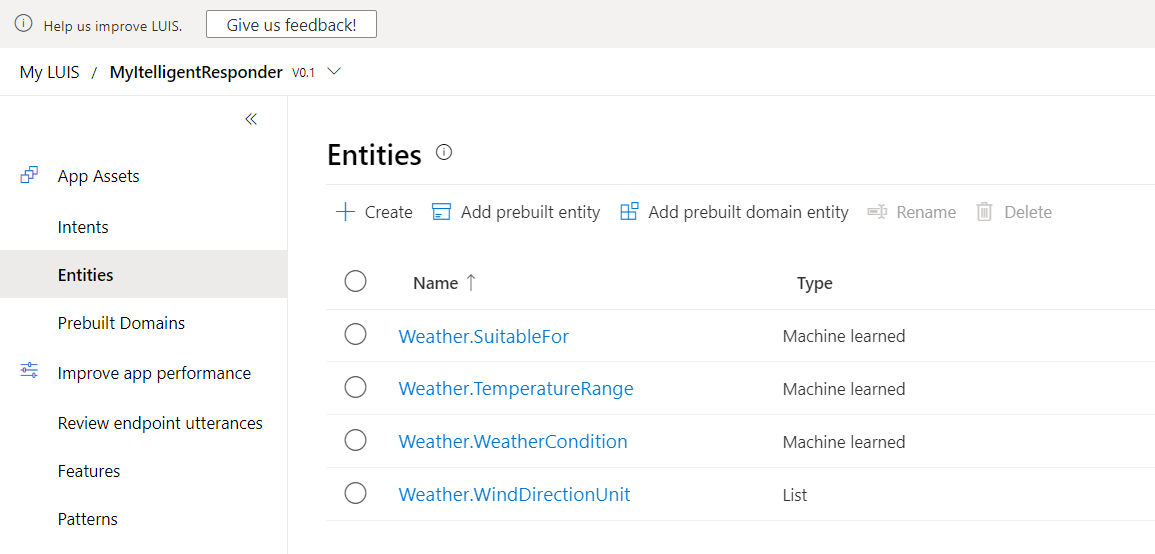 Help us improve LUIS. Give us feedback!
My LUIS / MyItelligentResponder V0.1
App Assets
Intents
Entities
Prebuilt Domains
Improve app performance
Review endpoint utterances
Features
Patterns
Entities
Create Add prebuilt entity Add prebuilt domain entity Rename Delete
Name ↑ Type
Weather.SuitableFor Machine learned
Weather.TemperatureRange Machine learned
Weather.WeatherCondition Machine learned
Weather.WindDirectionUnit List